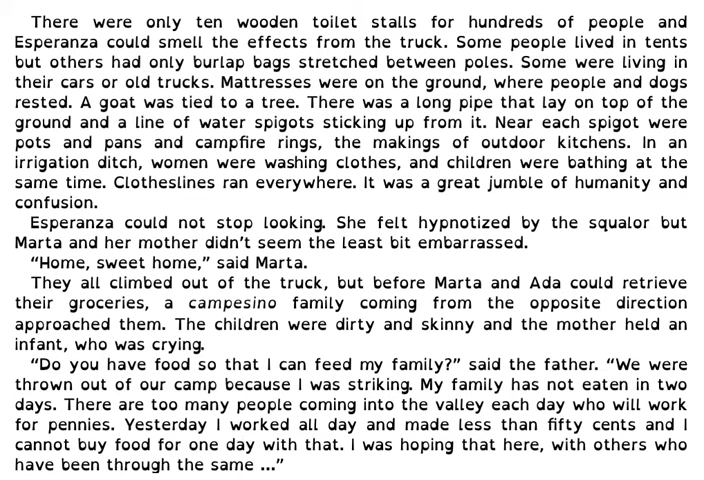 There were only ten wooden toilet stalls for hundreds of people and
Esperanza could smell the effects from the truck. Some people lived in tents
but others had only burlap bags stretched between poles. Some were living in
their cars or old trucks. Mattresses were on the ground, where people and dogs
rested. A goat was tied to a tree. There was a long pipe that lay on top of the
ground and a line of water spigots sticking up from it. Near each spigot were
pots and pans and campfire rings, the makings of outdoor kitchens. In an
irrigation ditch, women were washing clothes, and children were bathing at the
same time. Clotheslines ran everywhere. It was a great jumble of humanity and
confusion.
Esperanza could not stop looking. She felt hypnotized by the squalor but
Marta and her mother didn’t seem the least bit embarrassed.
“Home, sweet home,” said Marta.
They all climbed out of the truck, but before Marta and Ada could retrieve
their groceries, a campesino family coming from the opposite direction
approached them. The children were dirty and skinny and the mother held an
infant, who was crying.
“Do you have food so that I can feed my family?” said the father. “We were
thrown out of our camp because I was striking. My family has not eaten in two
days. There are too many people coming into the valley each day who will work
for pennies. Yesterday I worked all day and made less than fifty cents and I
cannot buy food for one day with that. I was hoping that here, with others who
have been through the same ...”